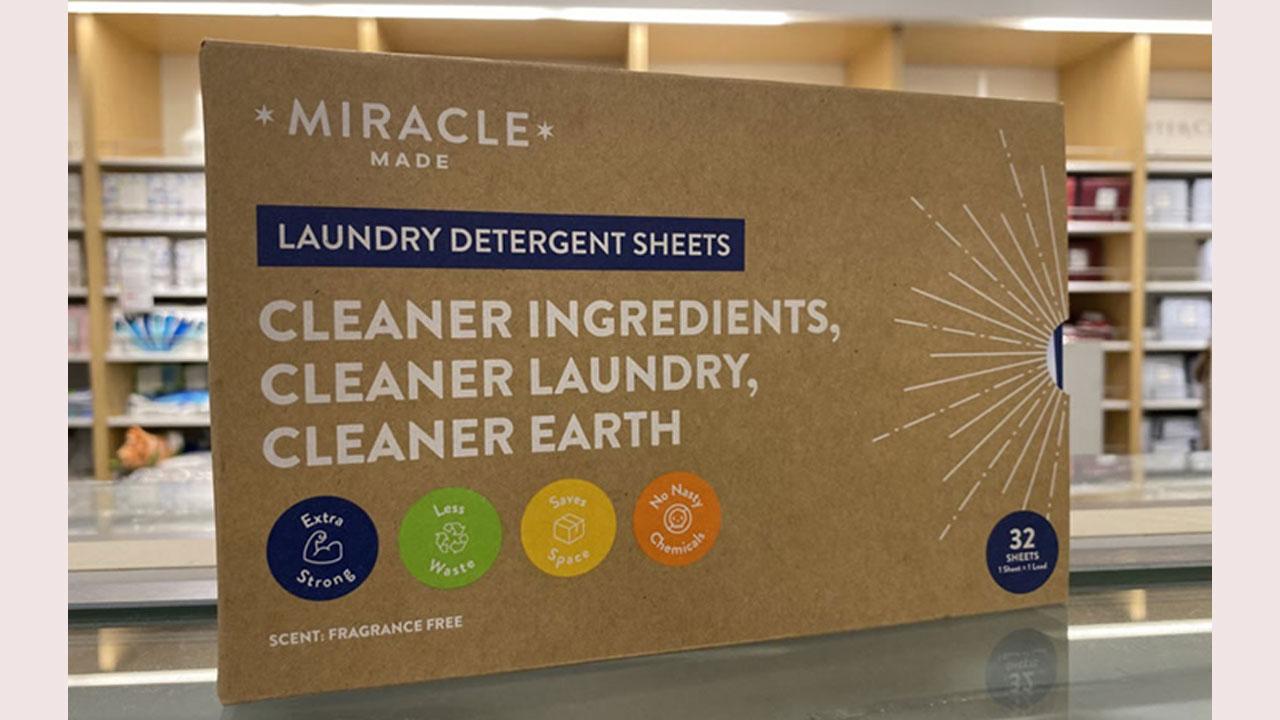 MIRACLE
MADE
LAUNDRY DETERGENT SHEETS
CLEANER INGREDIENTS,
CLEANER LAUNDRY,
CLEANER EARTH
Extra
Strong
Less
Waste
Saves
Space
No Nasty
Chemicals
32
SHEETS
1 Sheet = 1 Load
SCENT: FRAGRANCE FREE